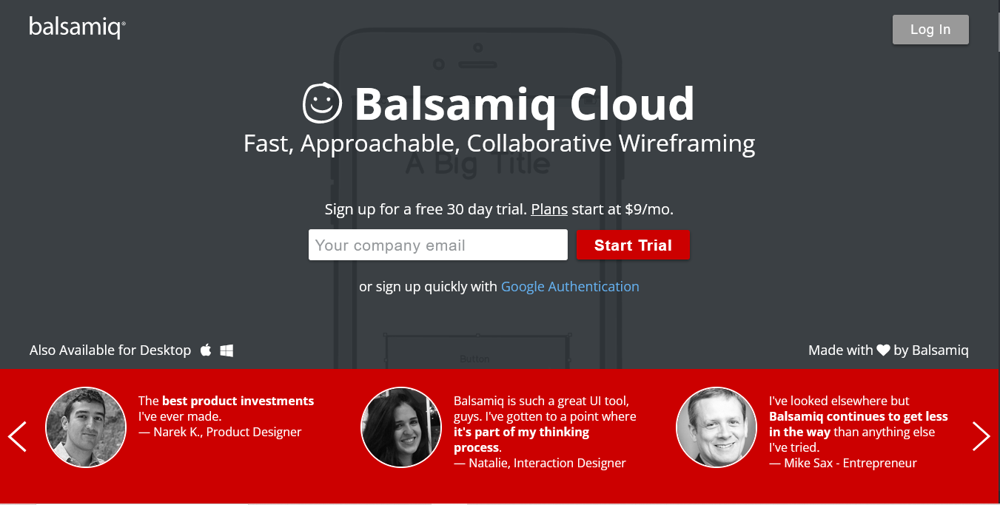 balsamiq®
Log In
Balsamiq Cloud
Fast, Approachable, Collaborative Wireframing
A Big Title
Sign up for a free 30 day trial. Plans start at $9/mo.
Your company email
Start Trial
or sign up quickly with Google Authentication
Also Available for Desktop
Made with by Balsamiq
Button
The best product investments
I've ever made.
— Narek K., Product Designer
Balsamiq is such a great UI tool,
guys. I've gotten to a point where
it's part of my thinking
process.
— Natalie, Interaction Designer
I've looked elsewhere but
Balsamiq continues to get less
in the way than anything else
I've tried.
— Mike Sax - Entrepreneur